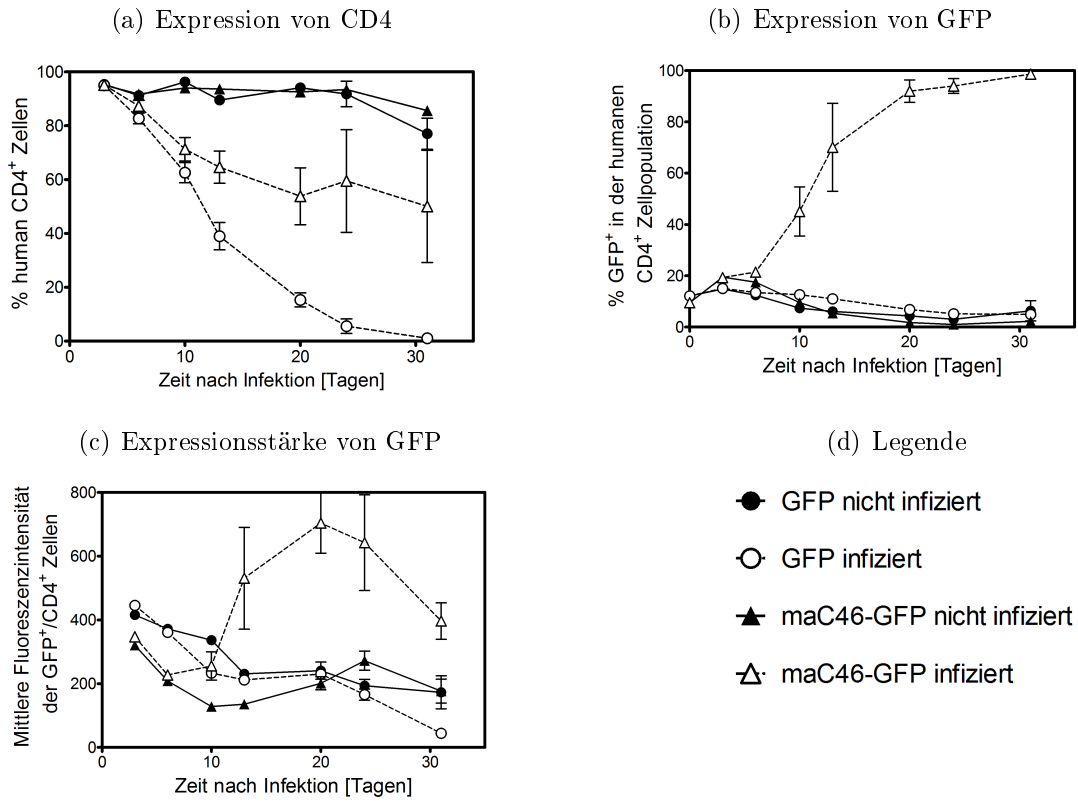 (a) Expression von CD4
(b) Expression von GFP
% human CD4+ Zellen
100
80
60
40
20
0
0 10 20 30
Zeit nach Infektion [Tagen]
% GFP+ in der humanen
CD4+ Zellpopulation
100
80
60
40
20
0
0 10 20 30
Zeit nach Infektion [Tagen]
(c) Expressionsstärke von GFP
(d) Legende
Mittlere Fluoreszenzintensität
der GFP+/CD4+ Zellen
800
600
400
200
0
0 10 20 30
Zeit nach Infektion [Tagen]
GFP nicht infiziert
GFP infiziert
maC46-GFP nicht infiziert
maC46-GFP infiziert